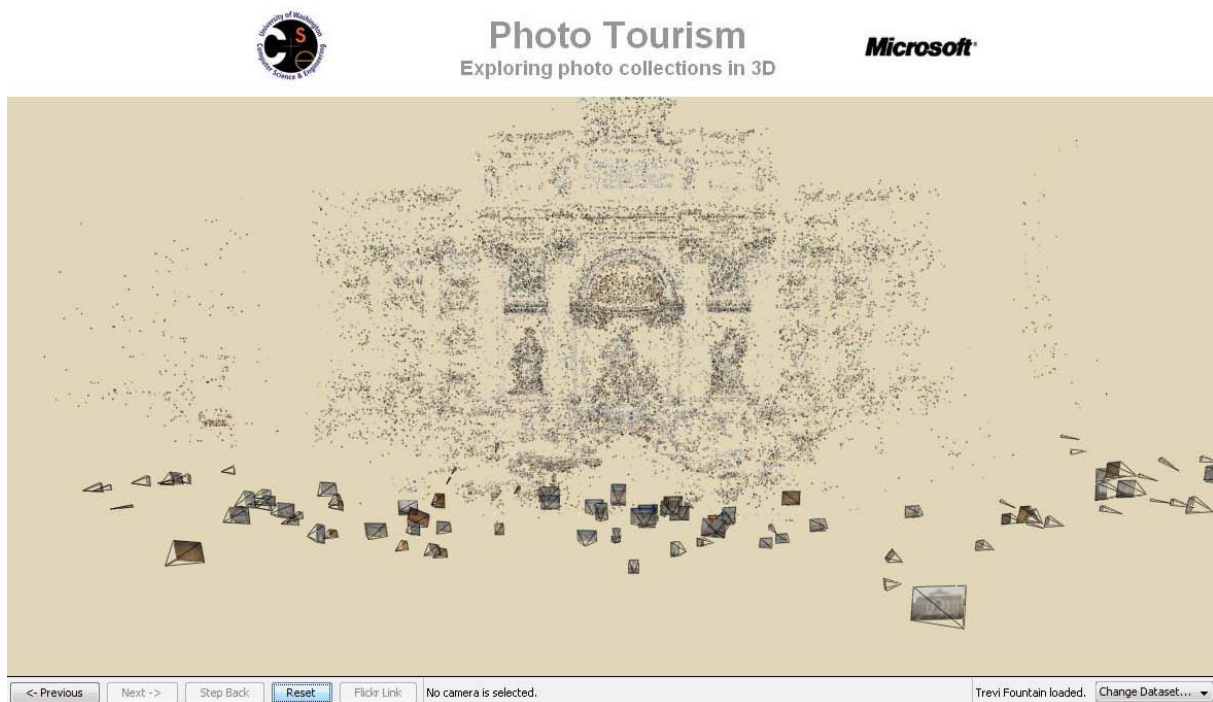 University of Washington
Computer Science & Engineering
cse
Photo Tourism
Exploring photo collections in 3D
Microsoft
<- Previous
Next ->
Step Back
Reset
Flickr Link
No camera is selected.
Trevi Fountain loaded.
Change Dataset...